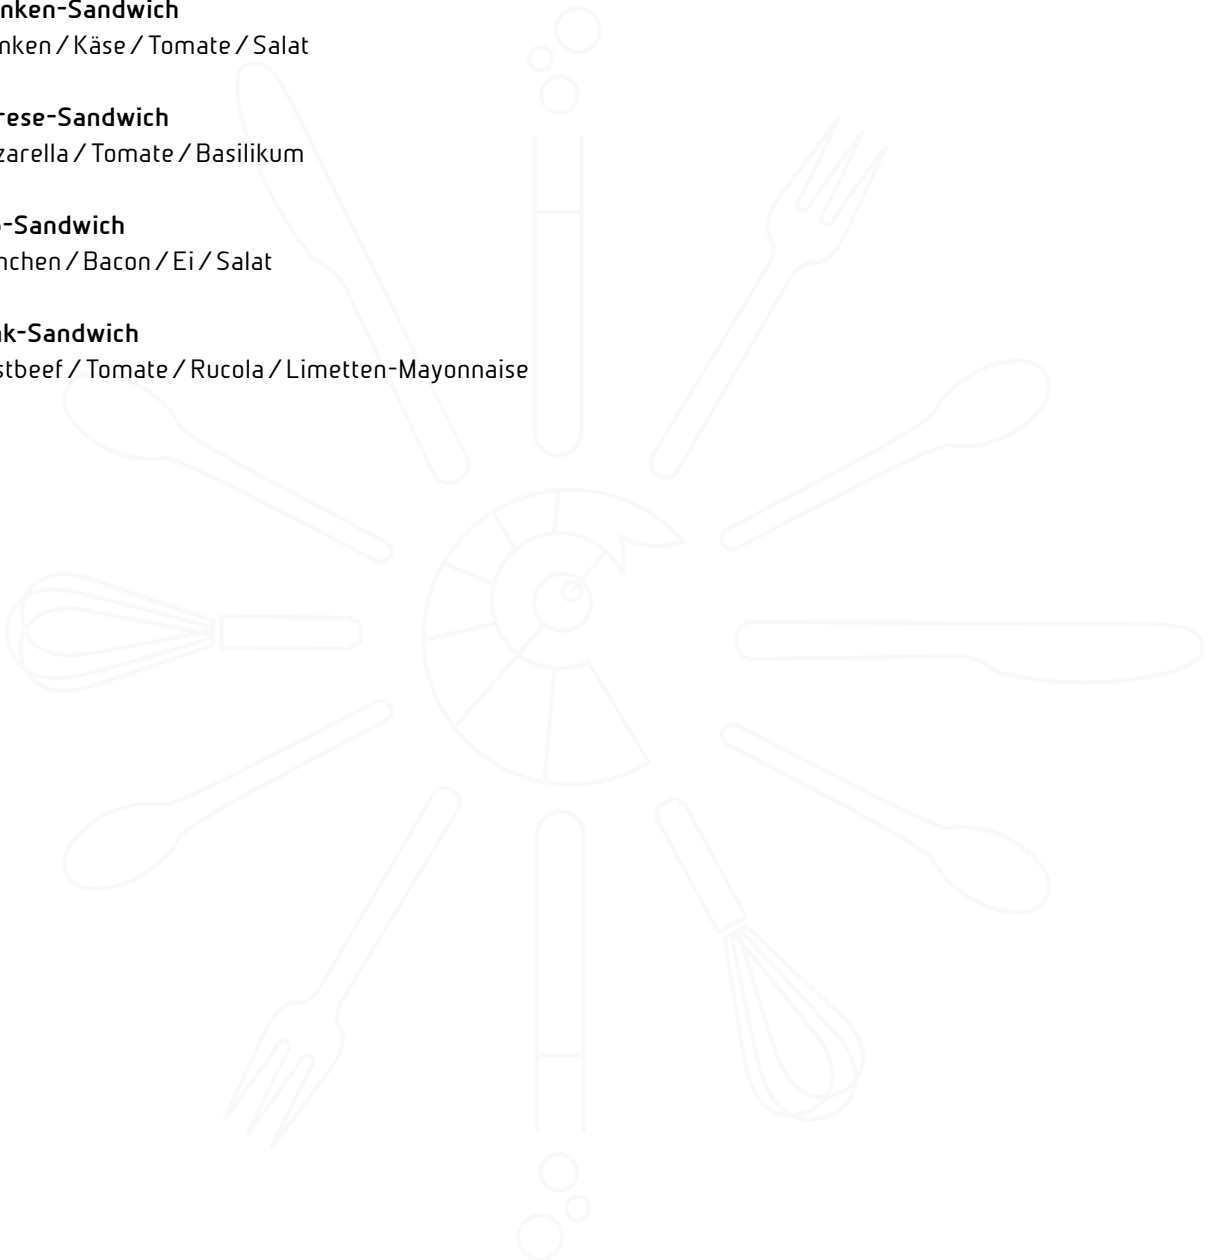 nken-Sandwich
nken / Käse / Tomate / Salat
rese-Sandwich
zarella / Tomate / Basilikum
-Sandwich
nchen / Bacon / Ei / Salat
k-Sandwich
stbeef / Tomate / Rucola / Limetten-Mayonnaise